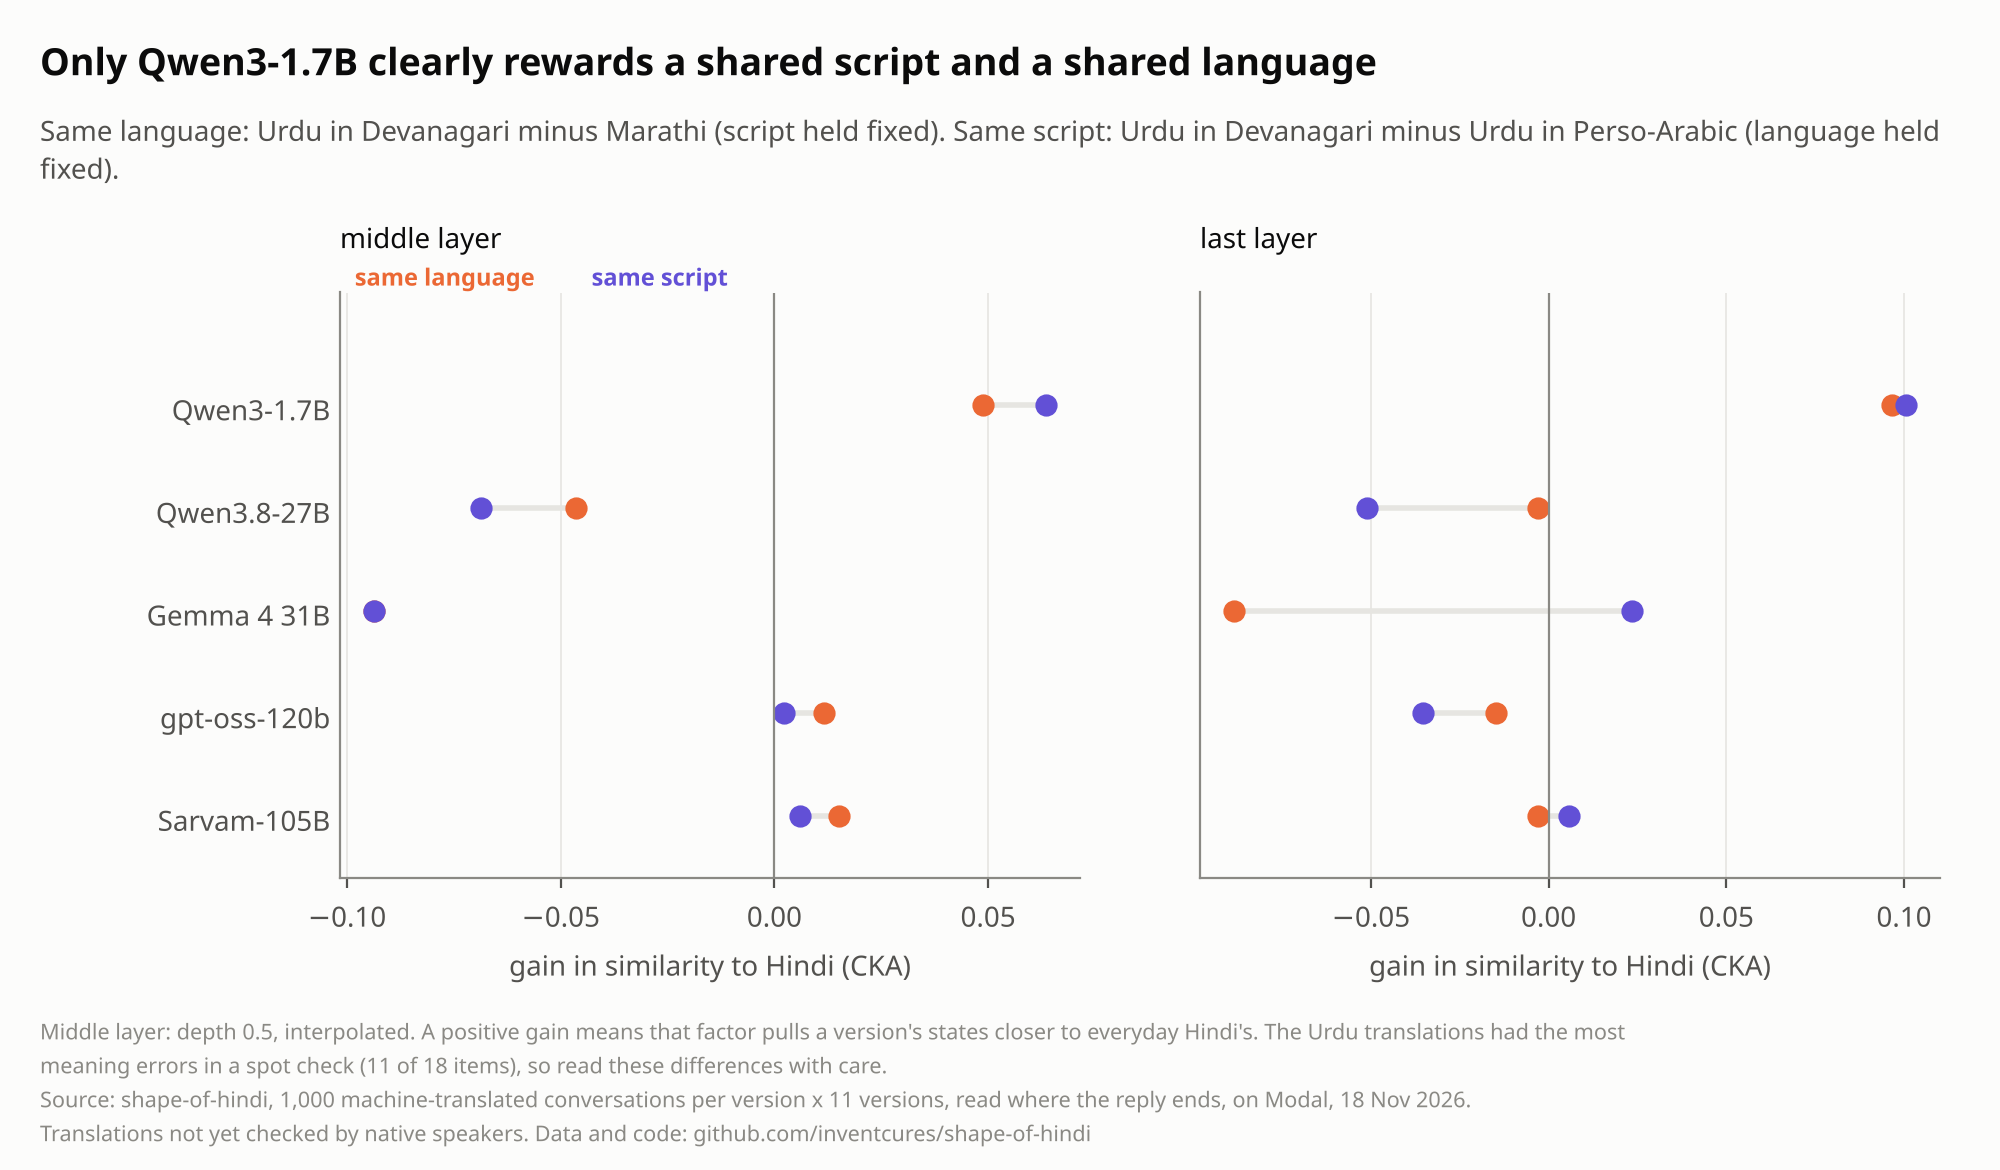 Only Qwen3-1.7B clearly rewards a shared script and a shared language
Same language: Urdu in Devanagari minus Marathi (script held fixed). Same script: Urdu in Devanagari minus Urdu in Perso-Arabic (language held
fixed).
middle layer
same language same script
Qwen3-1.7B
Qwen3.8-27B
Gemma 4 31B
gpt-oss-120b
Sarvam-105B
−0.10 −0.05 0.00 0.05
gain in similarity to Hindi (CKA)
last layer
−0.05 0.00 0.05 0.10
gain in similarity to Hindi (CKA)
Middle layer: depth 0.5, interpolated. A positive gain means that factor pulls a version's states closer to everyday Hindi's. The Urdu translations had the most
meaning errors in a spot check (11 of 18 items), so read these differences with care.
Source: shape-of-hindi, 1,000 machine-translated conversations per version x 11 versions, read where the reply ends, on Modal, 18 Nov 2026.
Translations not yet checked by native speakers. Data and code: github.com/inventcures/shape-of-hindi